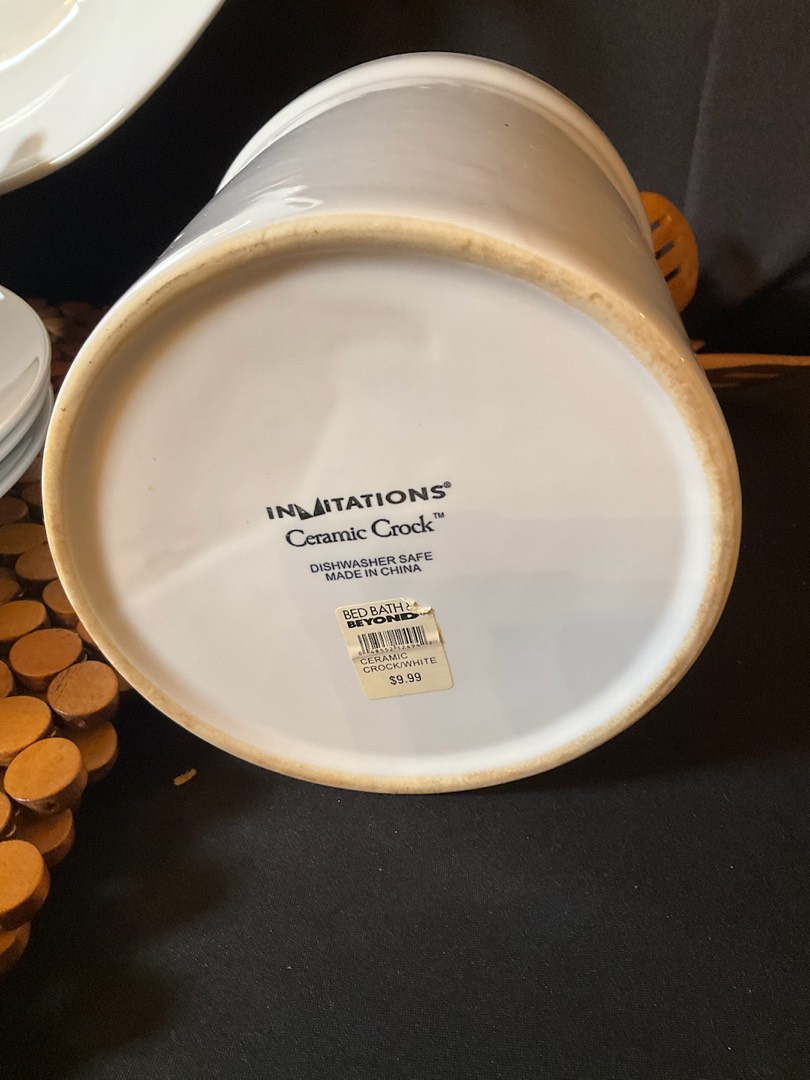 INVITATIONS®
Ceramic Crock™
DISHWASHER SAFE
MADE IN CHINA
BED BATH &
BEYOND
CERAMIC
CROCK/WHITE
$9.99